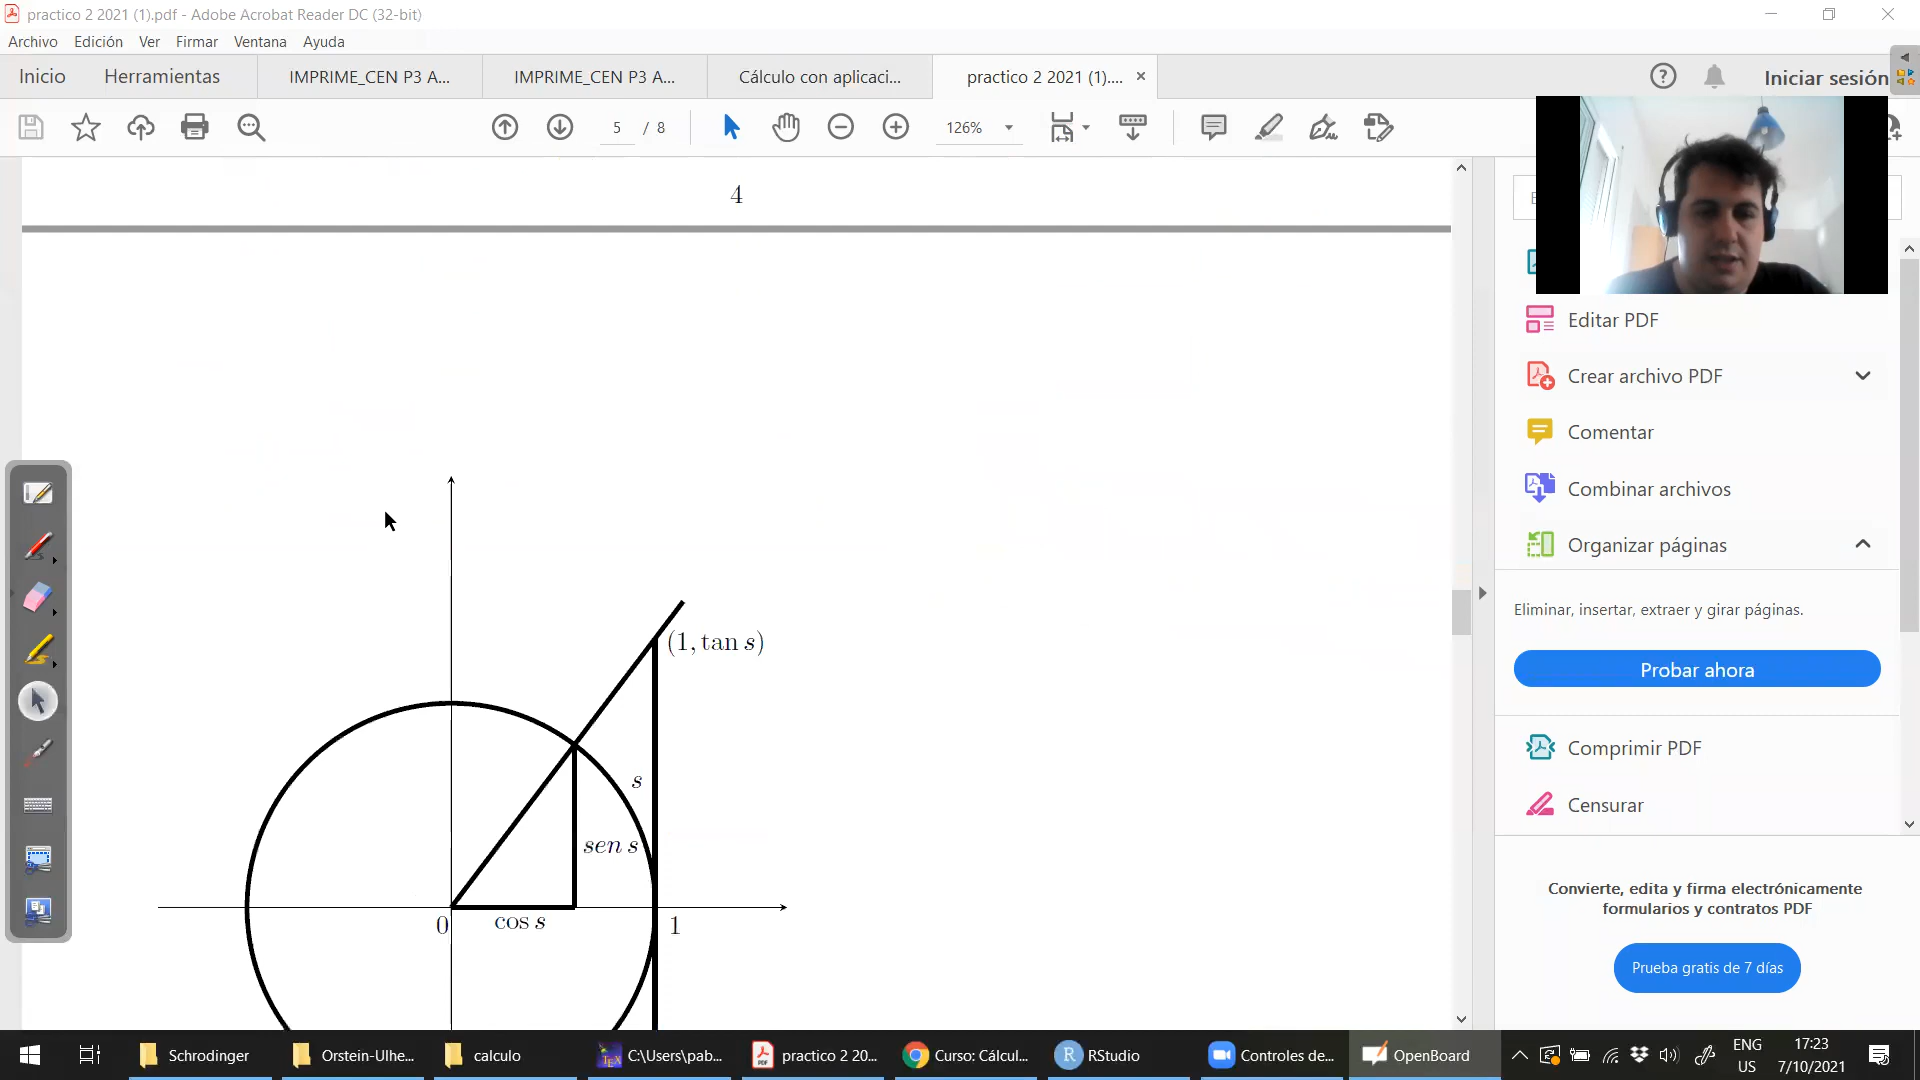 practico 2 2021 (1).pdf - Adobe Acrobat Reader DC (32-bit)
Archivo Edición Ver Firmar Ventana Ayuda
Inicio Herramientas IMPRIME_CEN P3 A... IMPRIME_CEN P3 A... Cálculo con aplicaci... practico 2 2021 (1).... × Iniciar sesión
5 / 8 126%
4
Editar PDF
Crear archivo PDF
Comentar
Combinar archivos
Organizar páginas
Eliminar, insertar, extraer y girar páginas.
Probar ahora
(1, tan s)
Comprimir PDF
s
Censurar
sen s
Convierte, edita y firma electrónicamente
formularios y contratos PDF
0 cos s 1
Prueba gratis de 7 días
Schrodinger Orstein-Ulhe... calculo C:\Users\pab... practico 2 20... Curso: Cálcul... RStudio Controles de... OpenBoard
ENG
US
17:23
7/10/2021